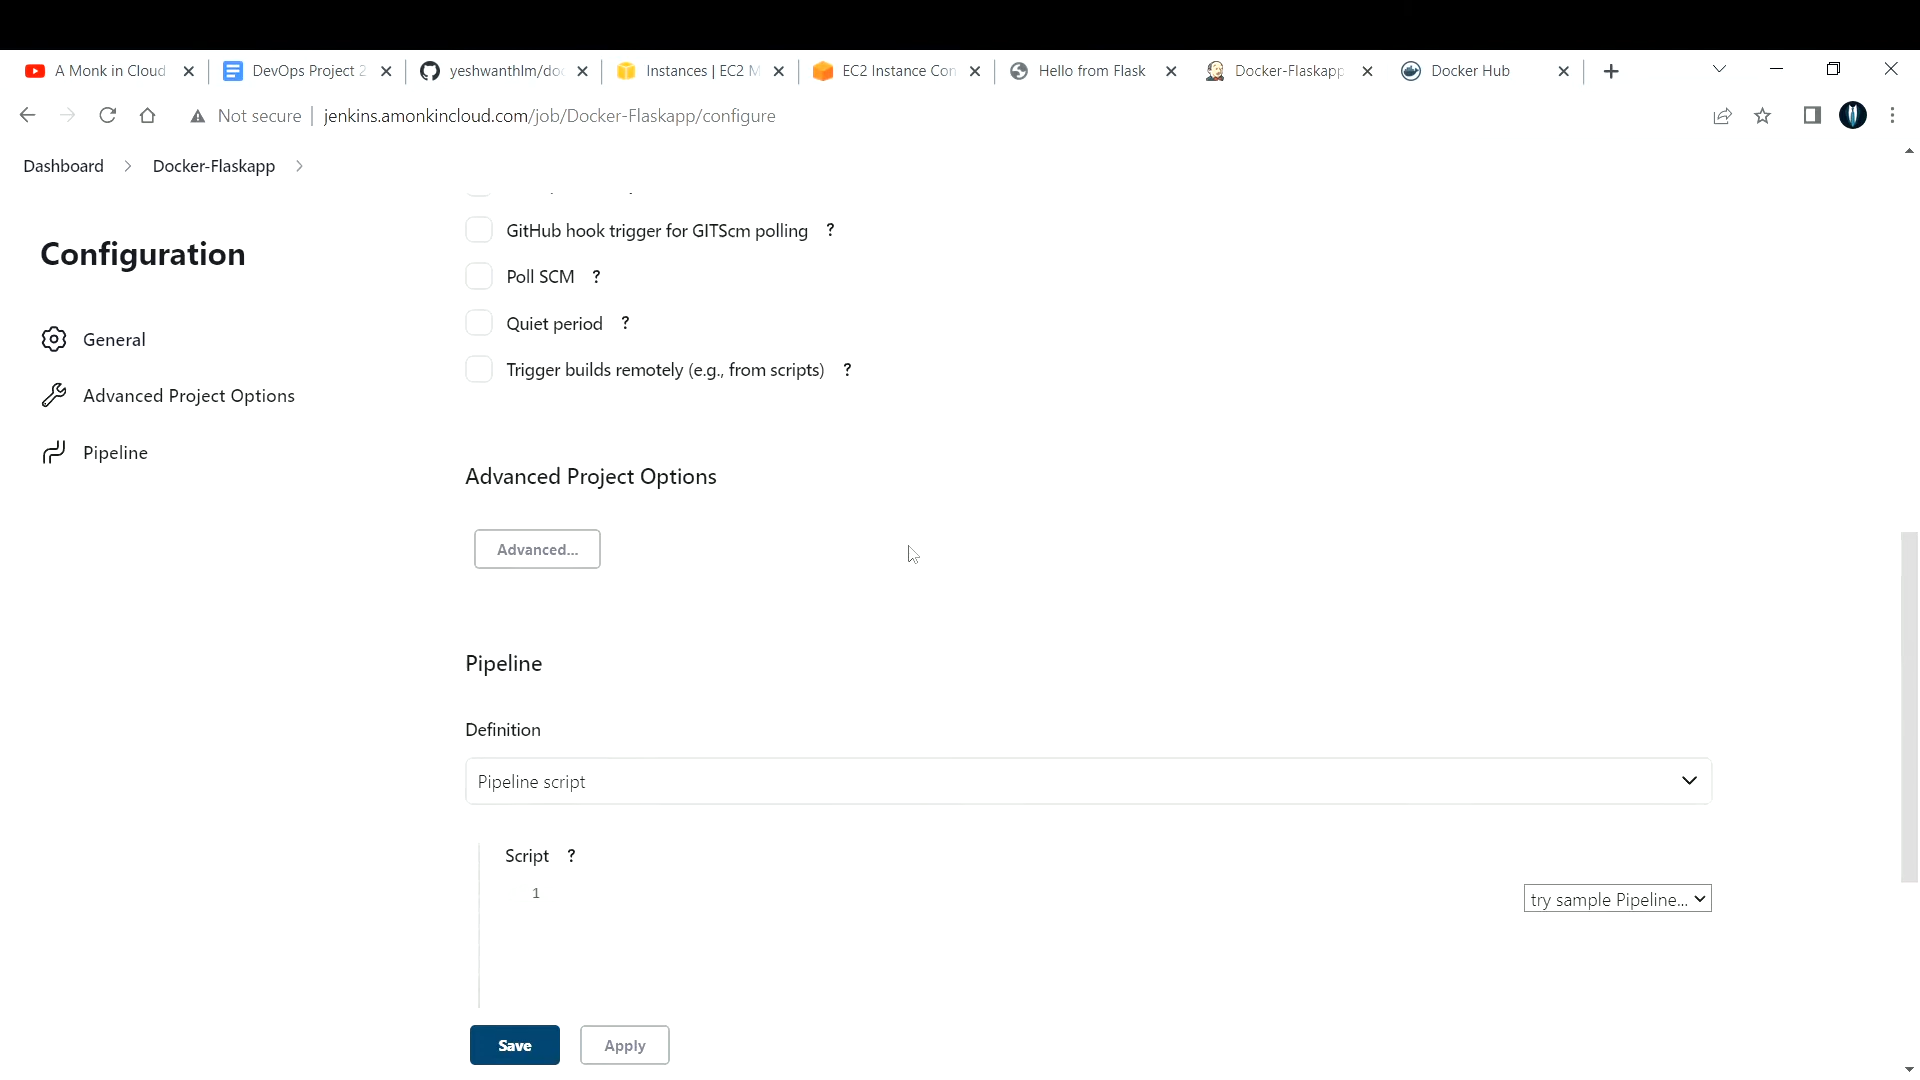 A Monk in Cloud
DevOps Project 2
yeshwanthlm/doc
Instances | EC2 M
EC2 Instance Con
Hello from Flask
Docker-Flaskapp
Docker Hub
Not secure
jenkins.amonkincloud.com/job/Docker-Flaskapp/configure
Dashboard > Docker-Flaskapp >
Configuration
General
Advanced Project Options
Pipeline
GitHub hook trigger for GITScm polling ?
Poll SCM ?
Quiet period ?
Trigger builds remotely (e.g., from scripts) ?
Advanced Project Options
Advanced...
Pipeline
Definition
Pipeline script
Script ?
1
try sample Pipeline...
Save
Apply